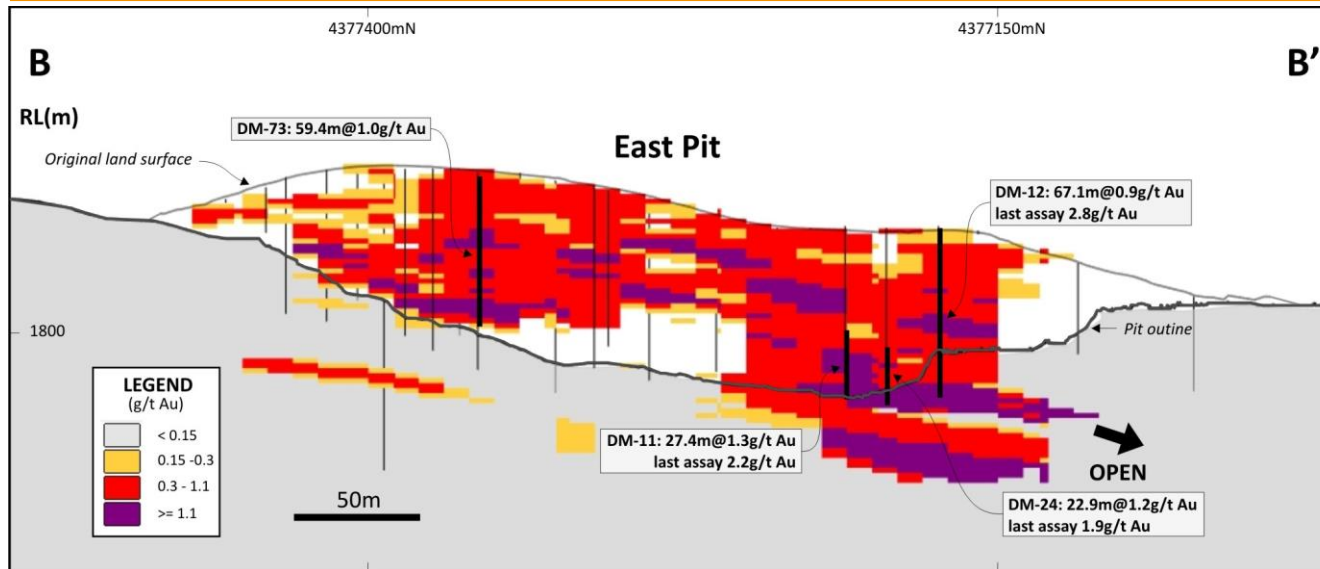 4377400mN
4377150mN
B
B'
RL(m)
DM-73: 59.4m@1.0g/t Au
East Pit
Original land surface
DM-12: 67.1m@0.9g/t Au
last assay 2.8g/t Au
1800
Pit outine
LEGEND
(g/t Au)
< 0.15
0.15 -0.3
0.3 - 1.1
>= 1.1
50m
DM-11: 27.4m@1.3g/t Au
last assay 2.2g/t Au
OPEN
DM-24: 22.9m@1.2g/t Au
last assay 1.9g/t Au